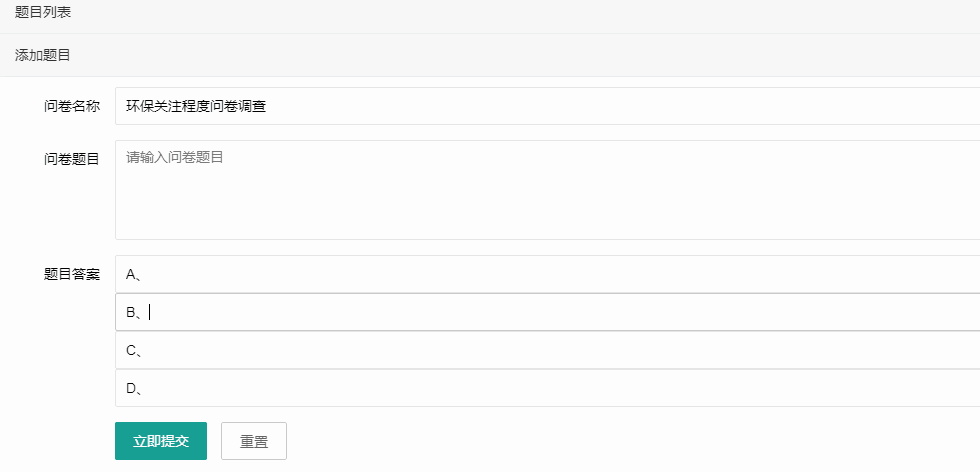 题目列表
添加题目
问卷名称 环保关注程度问卷调查
问卷题目 请输入问卷题目
题目答案 A、
B、
C、
D、
立即提交 重置